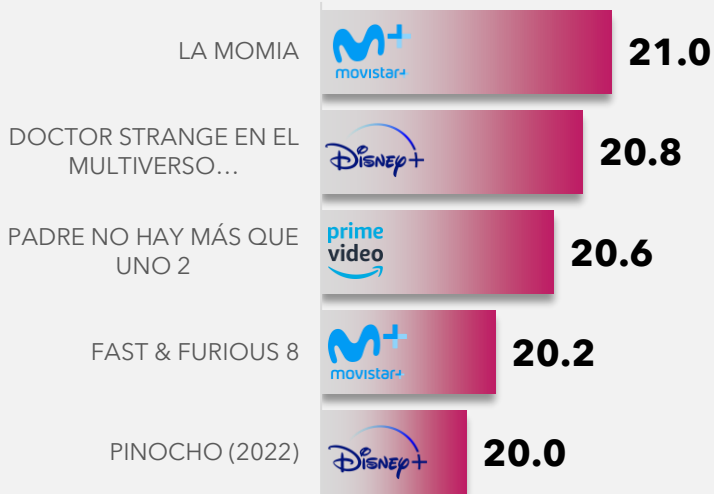 LA MOMIA
M+
movistar+
21.0
DOCTOR STRANGE EN EL
MULTIVERSO…
Disney+
20.8
PADRE NO HAY MÁS QUE
UNO 2
prime
video
20.6
FAST & FURIOUS 8
M+
movistar+
20.2
PINOCHO (2022)
Disney+
20.0